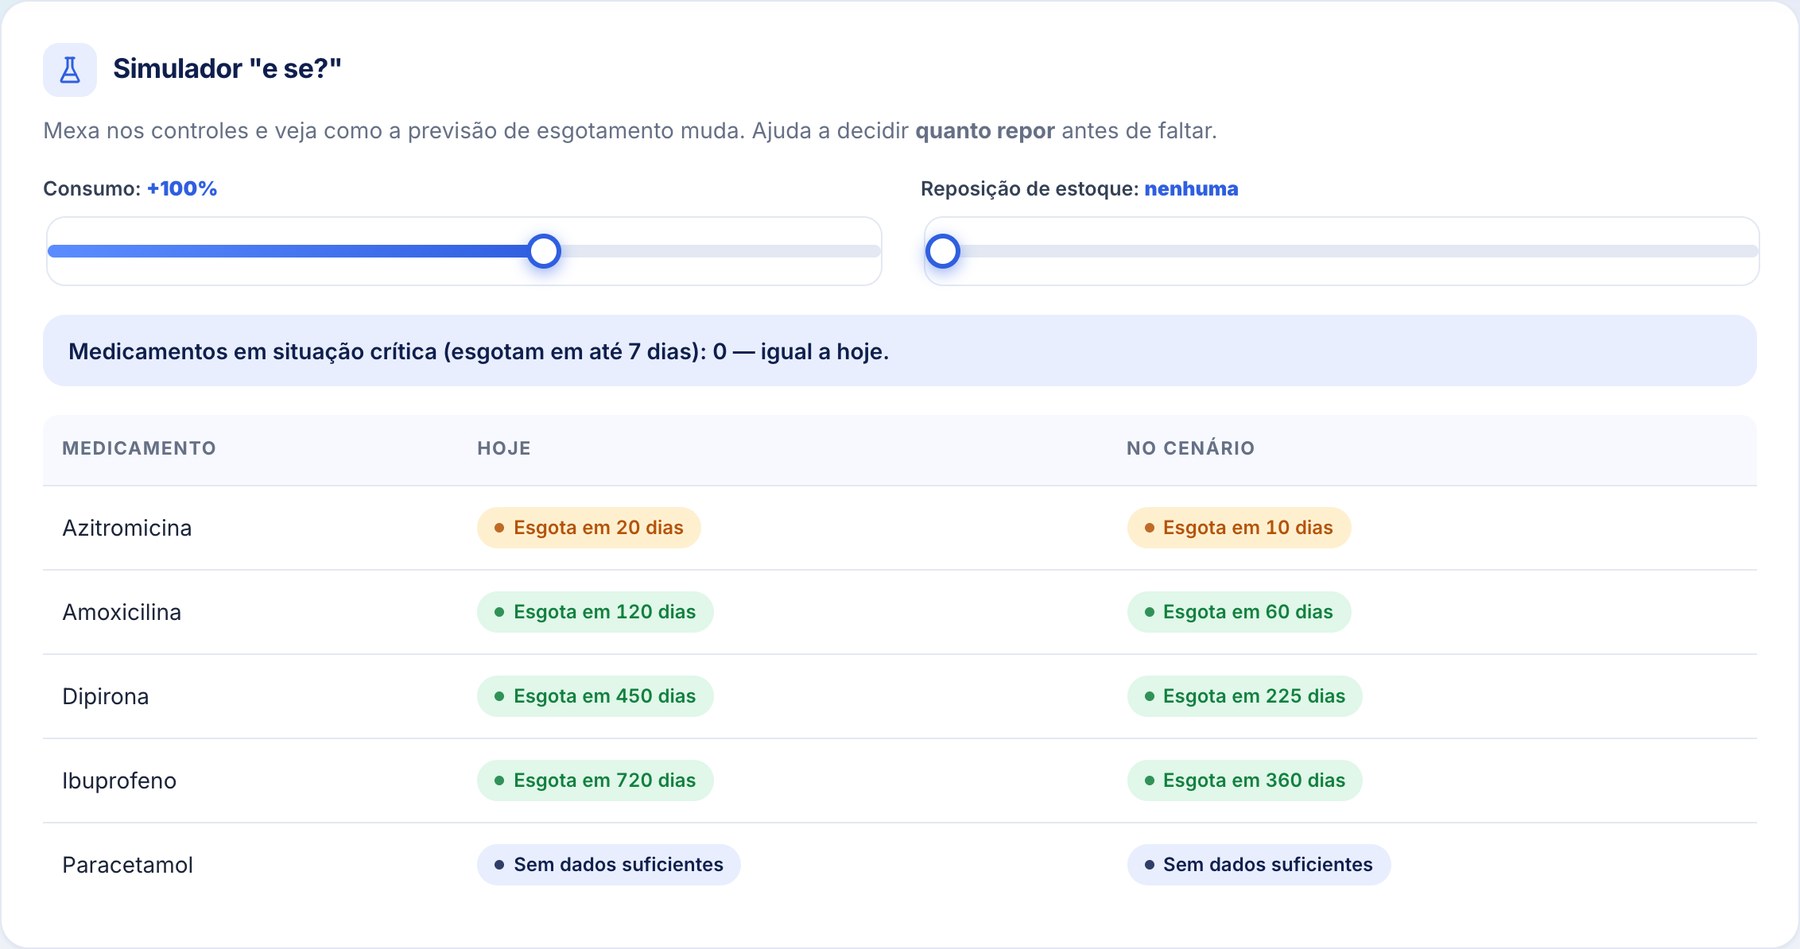 Simulador "e se?"
Mexa nos controles e veja como a previsão de esgotamento muda. Ajuda a decidir quanto repor antes de faltar.
Consumo: +100%
Reposição de estoque: nenhuma
Medicamentos em situação crítica (esgotam em até 7 dias): 0 — igual a hoje.
MEDICAMENTO HOJE NO CENÁRIO
Azitromicina Esgota em 20 dias Esgota em 10 dias
Amoxicilina Esgota em 120 dias Esgota em 60 dias
Dipirona Esgota em 450 dias Esgota em 225 dias
Ibuprofeno Esgota em 720 dias Esgota em 360 dias
Paracetamol Sem dados suficientes Sem dados suficientes